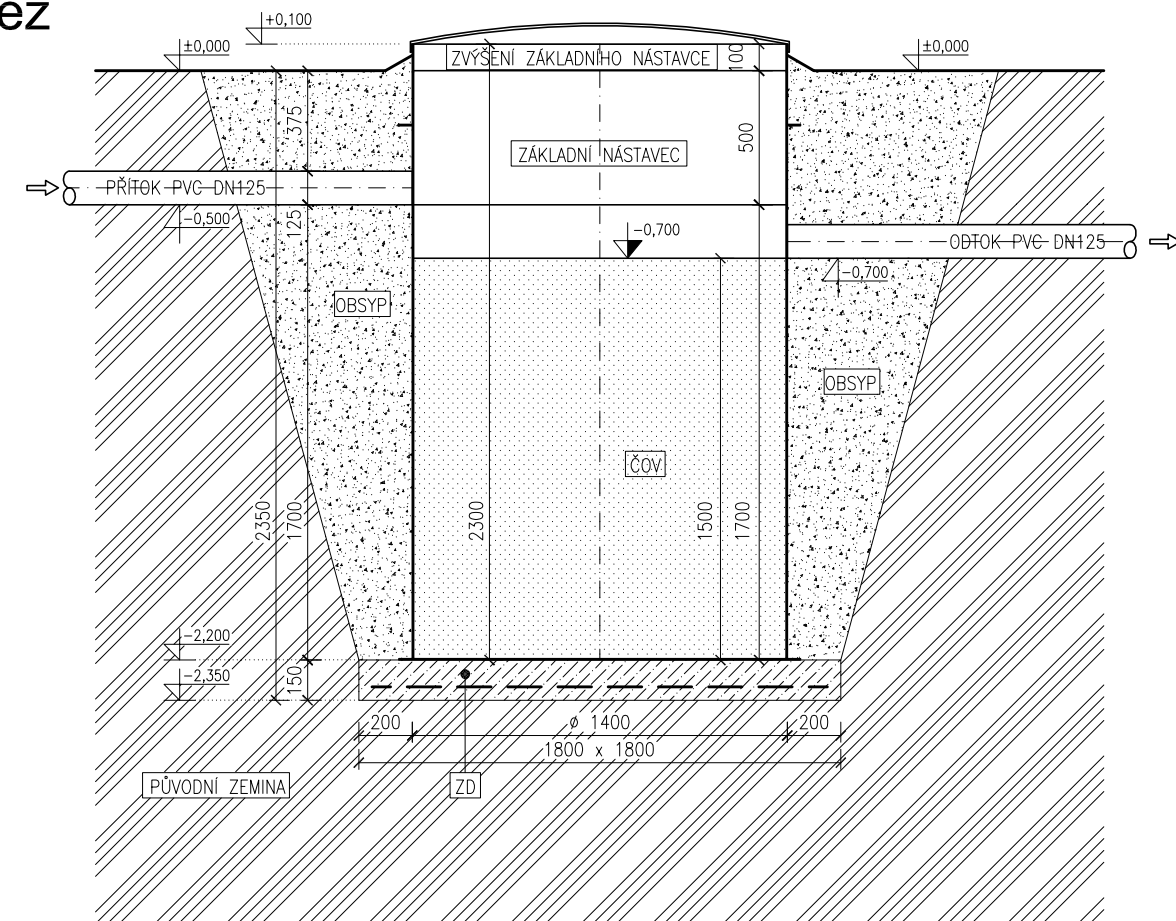 ez
+0,100
±0,000
±0,000
ZVÝŠENÍ ZÁKLADNÍHO NÁSTAVCE
100
375
500
ZÁKLADNÍ NÁSTAVEC
PŘÍTOK PVC DN125
-0,500
125
-0,700
ODTOK PVC DN125
-0,700
OBSYP
OBSYP
ČOV
2350
1700
2300
1500
1700
-2,200
-2,350
150
200
ø 1400
200
1800 x 1800
PŮVODNÍ ZEMINA
ZD